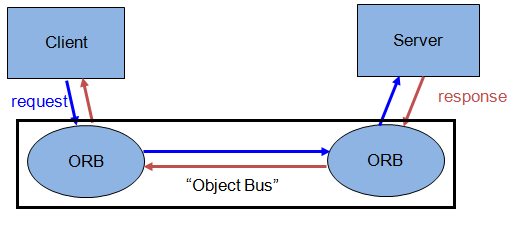 Client
Server
request
response
ORB
ORB
“Object Bus”